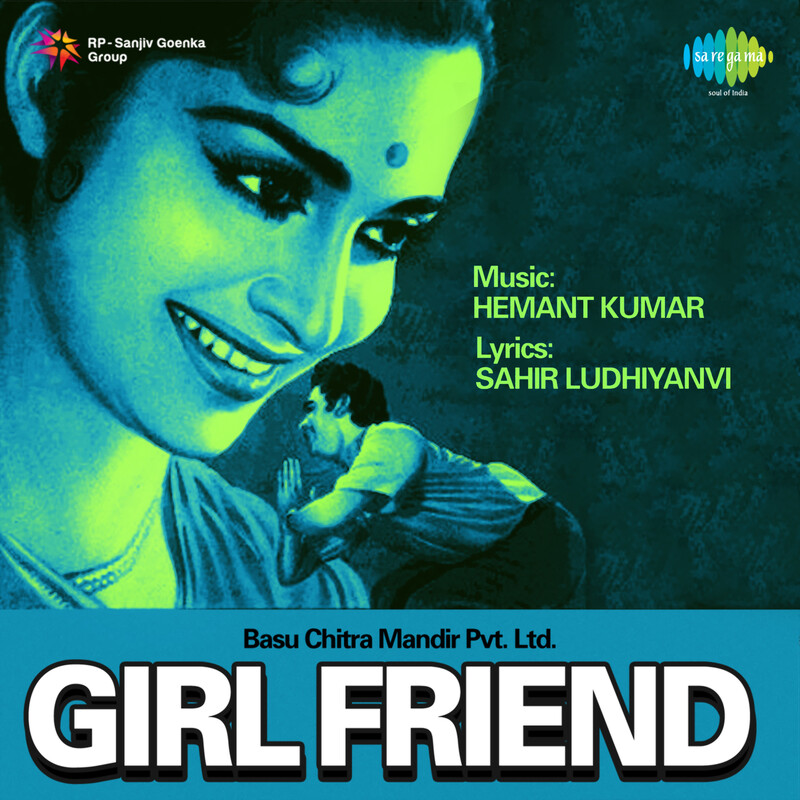 RP - Sanjiv Goenka
Group
sa re ga ma
soul of India
Music:
HEMANT KUMAR
Lyrics:
SAHIR LUDHIYANVI
Basu Chitra Mandir Pvt. Ltd.
GIRL FRIEND